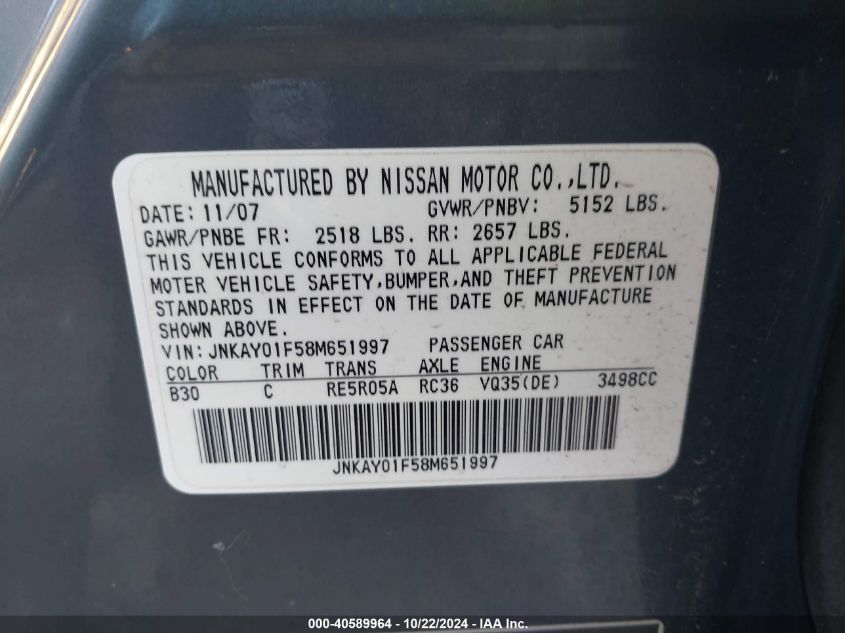 MANUFACTURED BY NISSAN MOTOR CO.,LTD.
DATE: 11/07 GVWR/PNBV: 5152 LBS.
GAWR/PNBE FR: 2518 LBS. RR: 2657 LBS.
THIS VEHICLE CONFORMS TO ALL APPLICABLE FEDERAL
MOTER VEHICLE SAFETY,BUMPER,AND THEFT PREVENTION
STANDARDS IN EFFECT ON THE DATE OF MANUFACTURE
SHOWN ABOVE.
VIN: JNKAY01F58M651997 PASSENGER CAR
COLOR TRIM TRANS AXLE ENGINE
B30 C RE5R05A RC36 VQ35(DE) 3498CC
JNKAY01F58M651997
000-40589964 - 10/22/2024 - IAA Inc.